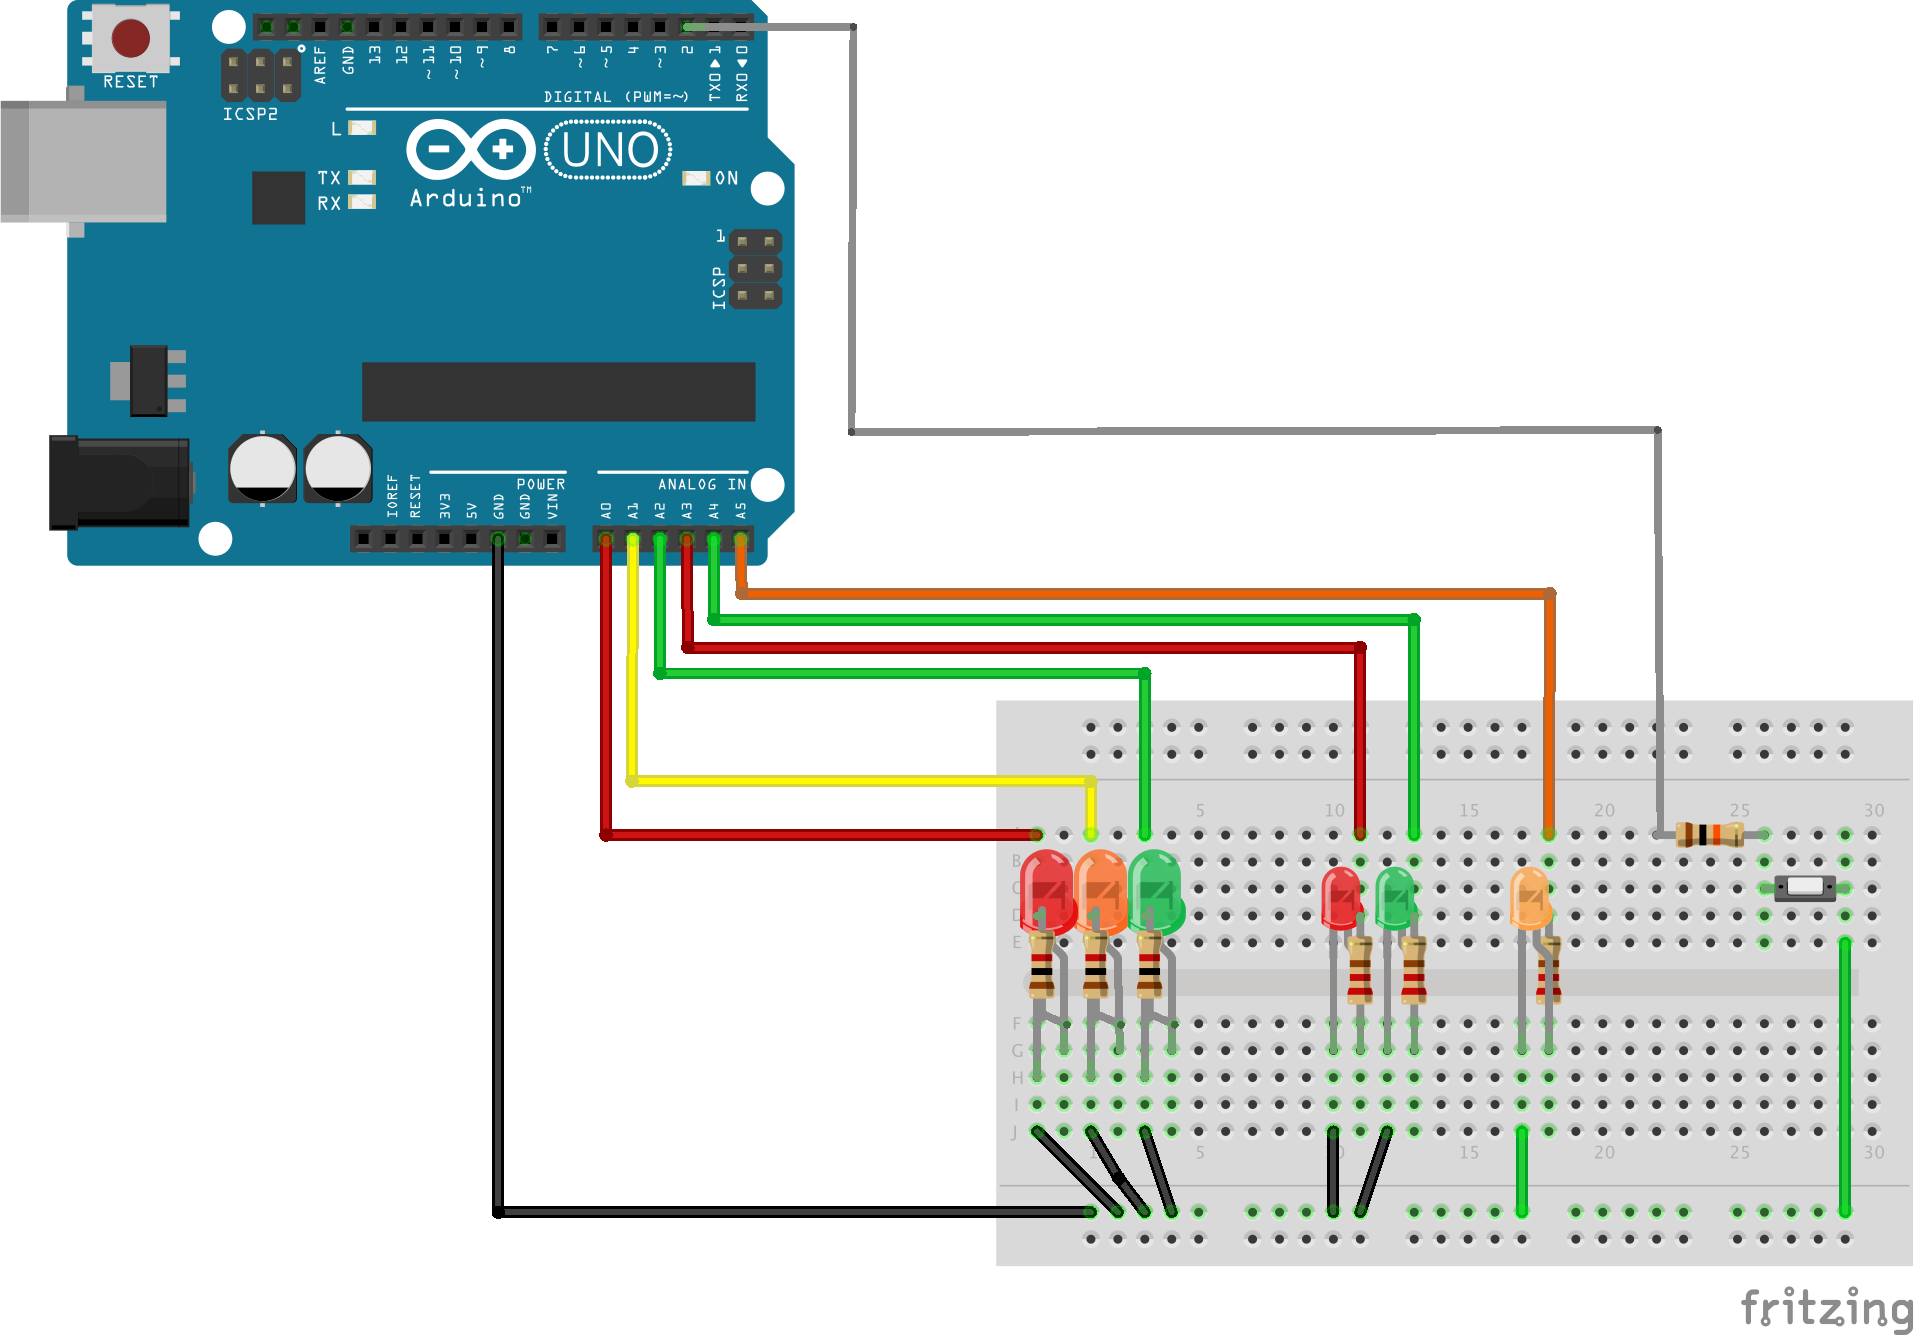 AREF
GND
13
12
~11
~10
~9
8
7
~6
~5
4
~3
2
TX0▶1
RX0◀0
RESET
ICSP2
DIGITAL (PWM=~)
L
UNO
TX
ON
RX
Arduino™
1
ICSP
IOREF
RESET
3V3
5V
GND
GND
VIN
POWER
ANALOG IN
A0
A1
A2
A3
A4
A5
5
10
15
20
25
30
B
C
D
E
F
G
H
I
J
5
15
20
25
30
fritzing